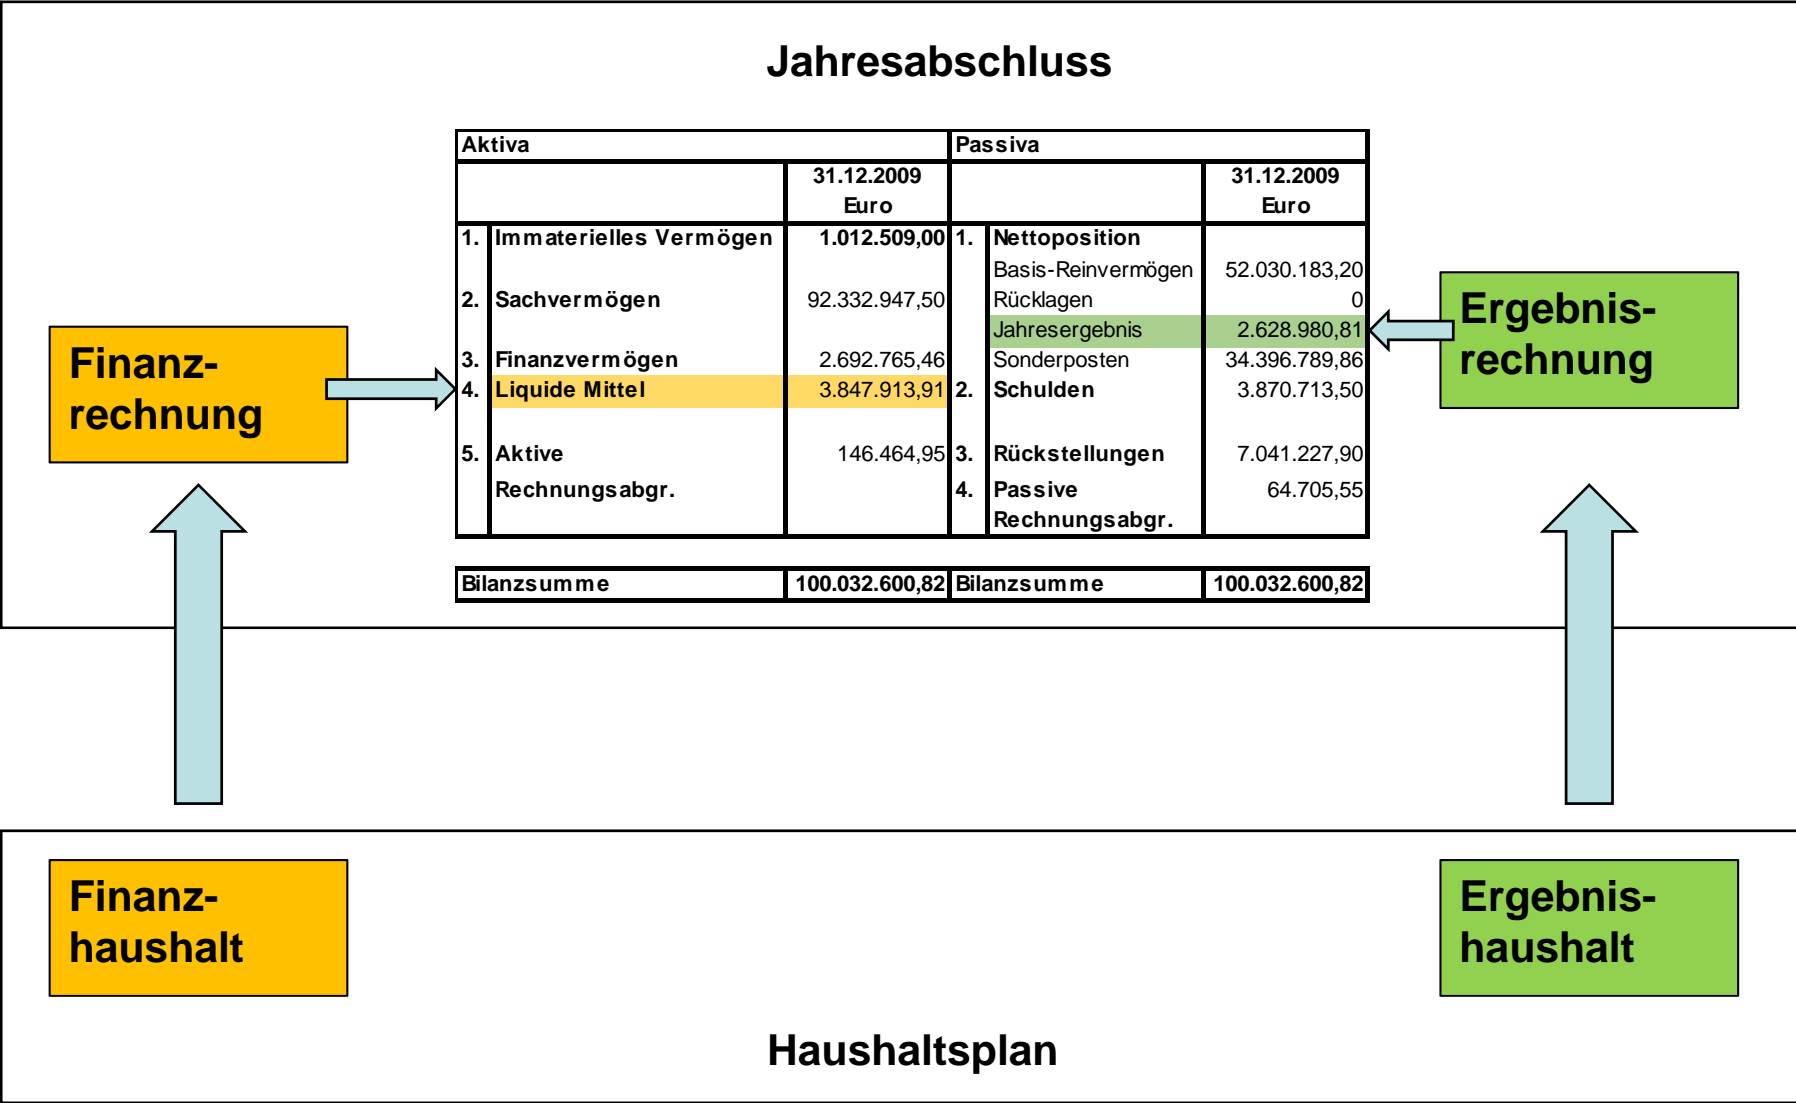 Jahresabschluss
Aktiva Passiva
31.12.2009 31.12.2009
Euro Euro
1. Immaterielles Vermögen 1.012.509,00 1. Nettoposition
Basis-Reinvermögen 52.030.183,20
2. Sachvermögen 92.332.947,50 Rücklagen 0
Jahresergebnis 2.628.980,81
3. Finanzvermögen 2.692.765,46 Sonderposten 34.396.789,86
4. Liquide Mittel 3.847.913,91 2. Schulden 3.870.713,50
5. Aktive 146.464,95 3. Rückstellungen 7.041.227,90
Rechnungsabgr. 4. Passive 64.705,55
Rechnungsabgr.
Bilanzsumme 100.032.600,82 Bilanzsumme 100.032.600,82
Finanz-
rechnung
Ergebnis-
rechnung
Finanz-
haushalt
Ergebnis-
haushalt
Haushaltsplan